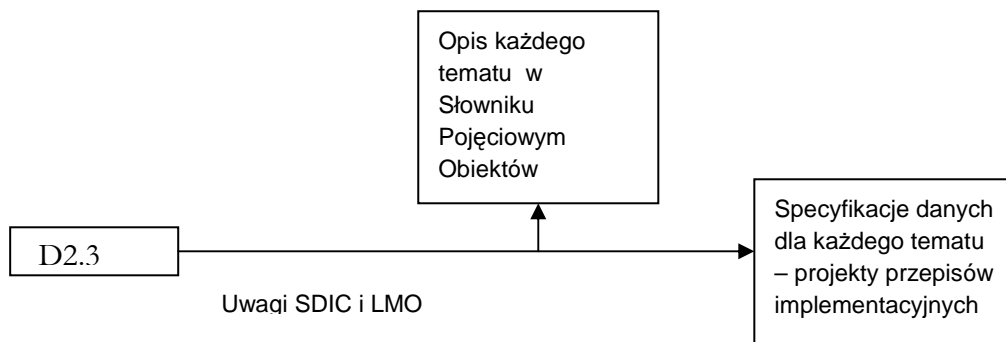 Opis każdego
tematu w
Słowniku
Pojęciowym
Obiektów
Specyfikacje danych
dla każdego tematu
– projekty przepisów
implementacyjnych
D2.3
Uwagi SDIC i LMO